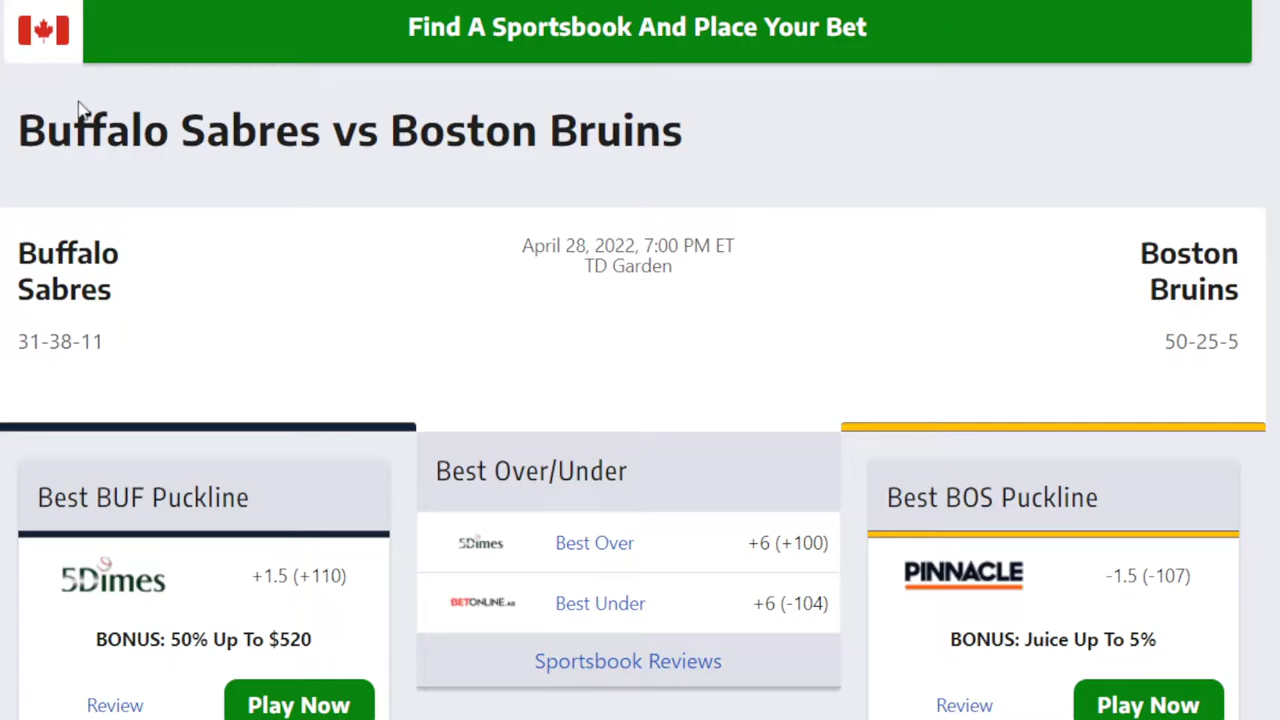 Find A Sportsbook And Place Your Bet
Buffalo Sabres vs Boston Bruins
Buffalo
Sabres
31-38-11
April 28, 2022, 7:00 PM ET
TD Garden
Boston
Bruins
50-25-5
Best BUF Puckline
5Dimes +1.5 (+110)
BONUS: 50% Up To $520
Review Play Now
Best Over/Under
5Dimes Best Over +6 (+100)
BETONLINE.AG Best Under +6 (-104)
Sportsbook Reviews
Best BOS Puckline
PINNACLE -1.5 (-107)
BONUS: Juice Up To 5%
Review Play Now